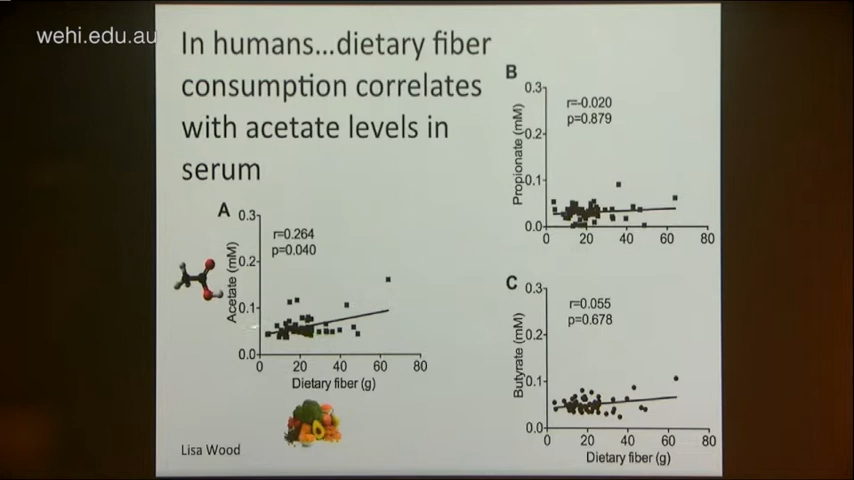 wehi.edu.au
In humans...dietary fiber
consumption correlates
with acetate levels in
serum
A
0.3
0.2
0.1
0.0
Acetate (mM)
r=0.264
p=0.040
0 20 40 60 80
Dietary fiber (g)
Lisa Wood
B
0.3
0.2
0.1
0.0
Propionate (mM)
r=-0.020
p=0.879
0 20 40 60 80
C
0.3
0.2
0.1
0.0
Butyrate (mM)
r=0.055
p=0.678
0 20 40 60 80
Dietary fiber (g)